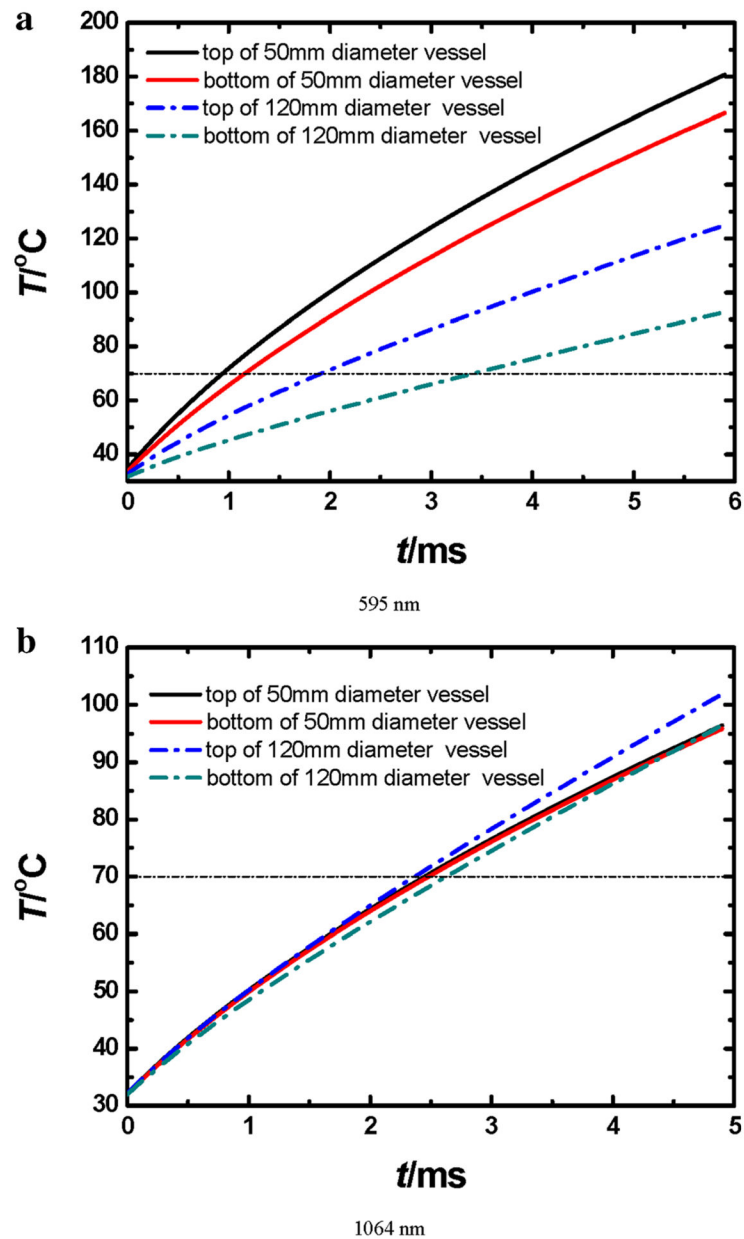 a
200
180
160
140
120
100
80
60
40
T/°C
top of 50mm diameter vessel
bottom of 50mm diameter vessel
top of 120mm diameter vessel
bottom of 120mm diameter vessel
0 1 2 3 4 5 6
t/ms
595 nm
b
110
100
90
80
70
60
50
40
30
T/°C
top of 50mm diameter vessel
bottom of 50mm diameter vessel
top of 120mm diameter vessel
bottom of 120mm diameter vessel
0 1 2 3 4 5
t/ms
1064 nm